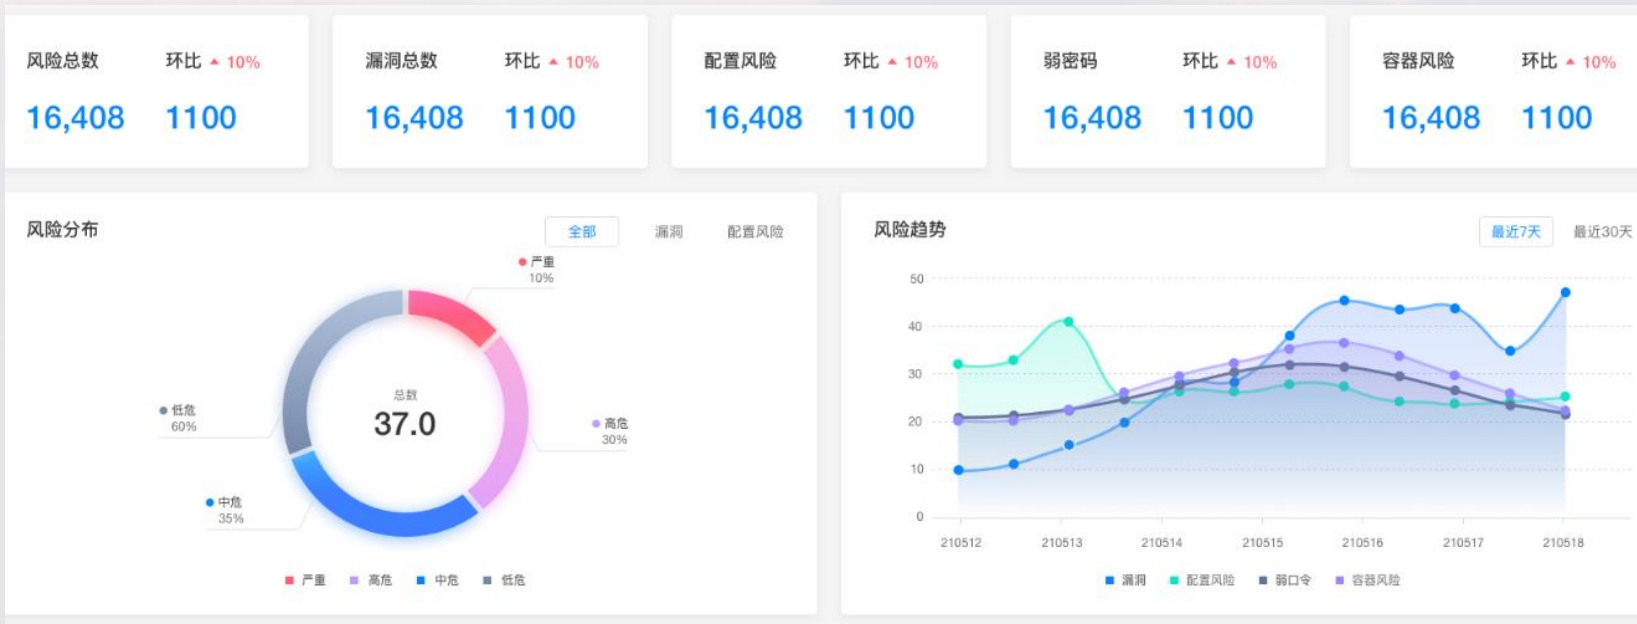 风险总数 环比 10%
16,408 1100
漏洞总数 环比 10%
16,408 1100
配置风险 环比 10%
16,408 1100
弱密码 环比 10%
16,408 1100
容器风险 环比 10%
16,408 1100
风险分布 全部 漏洞 配置风险
严重
10%
总数
37.0
低危
60%
高危
30%
中危
35%
严重 高危 中危 低危
风险趋势 最近7天 最近30天
50
40
30
20
10
0
210512 210513 210514 210515 210516 210517 210518
漏洞 配置风险 弱口令 容器风险